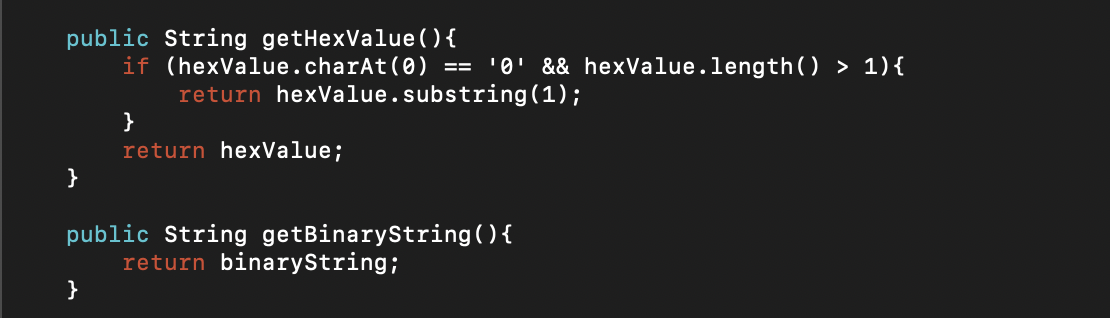 public String getHexValue(){
    if (hexValue.charAt(0) == '0' && hexValue.length() > 1){
        return hexValue.substring(1);
    }
    return hexValue;
}

public String getBinaryString(){
    return binaryString;
}